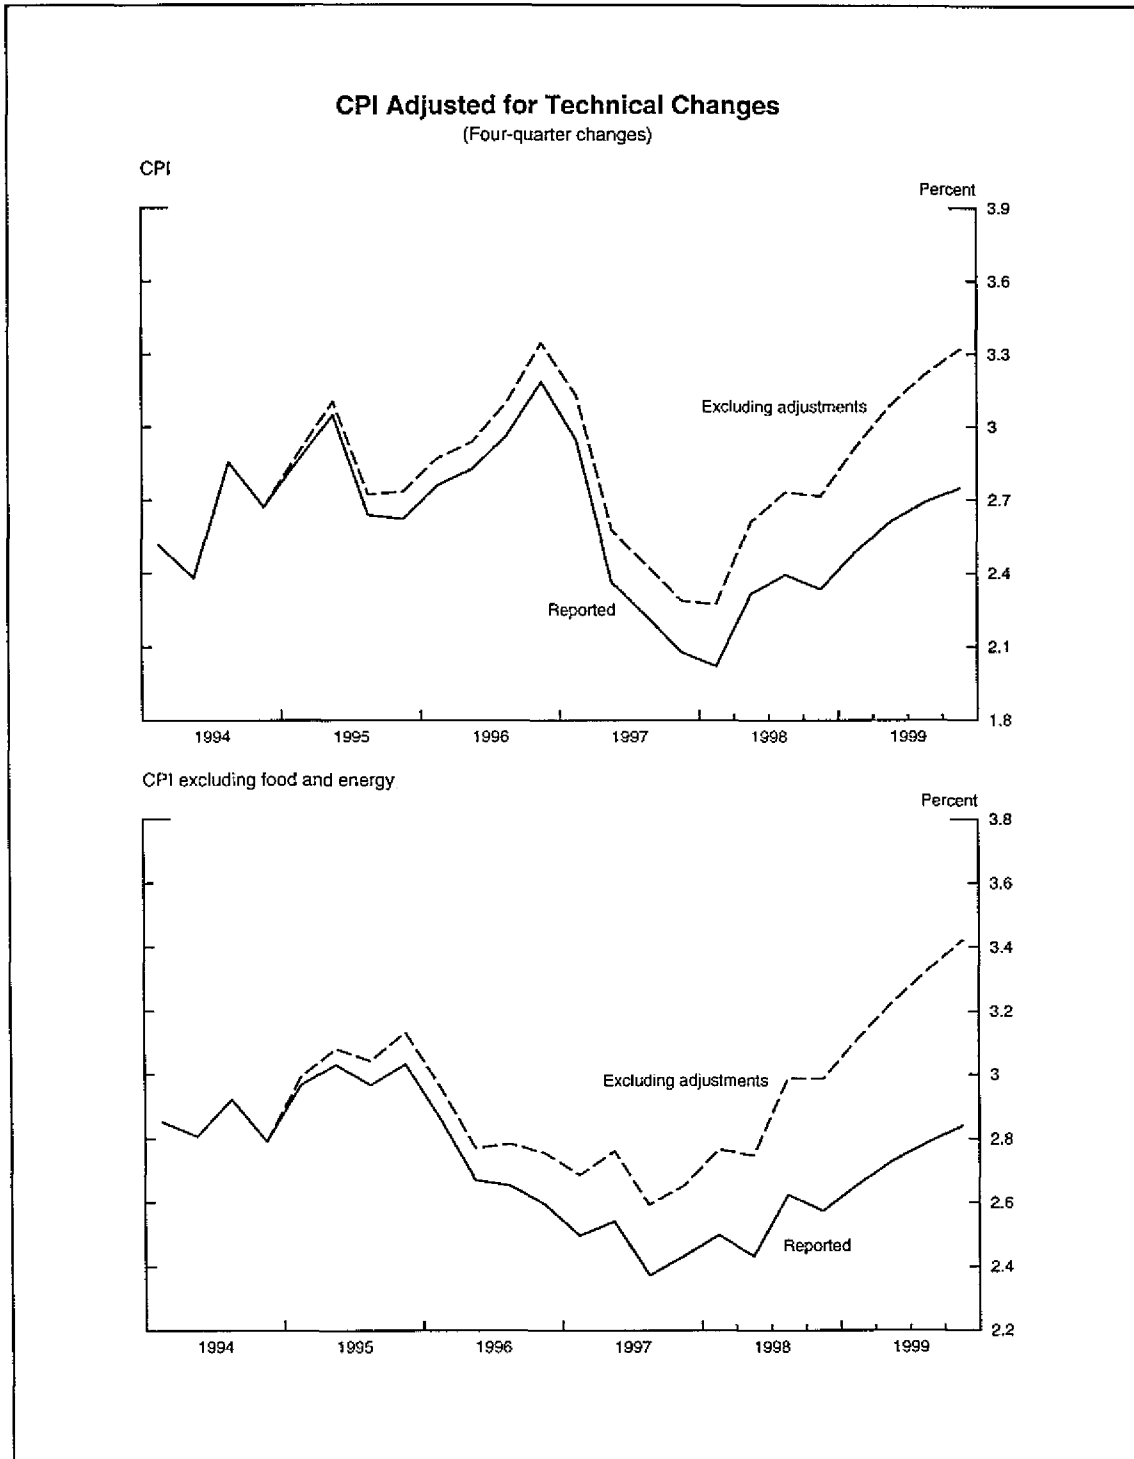 CPI Adjusted for Technical Changes
(Four-quarter changes)
CPI
Percent
3.9
3.6
3.3
Excluding adjustments
3
2.7
2.4
Reported
2.1
1.8
1994 1995 1996 1997 1998 1999
CPI excluding food and energy
Percent
3.8
3.6
3.4
3.2
Excluding adjustments
3
2.8
2.6
Reported
2.4
2.2
1994 1995 1996 1997 1998 1999